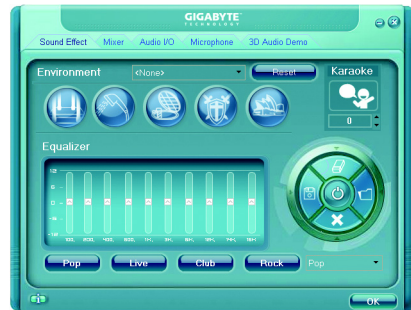 GIGABYTE™
TECHNOLOGY
Sound Effect Mixer Audio I/O Microphone 3D Audio Demo
Environment <None> Reset Karaoke
0
Equalizer
Pop Live Club Rock Pop
OK